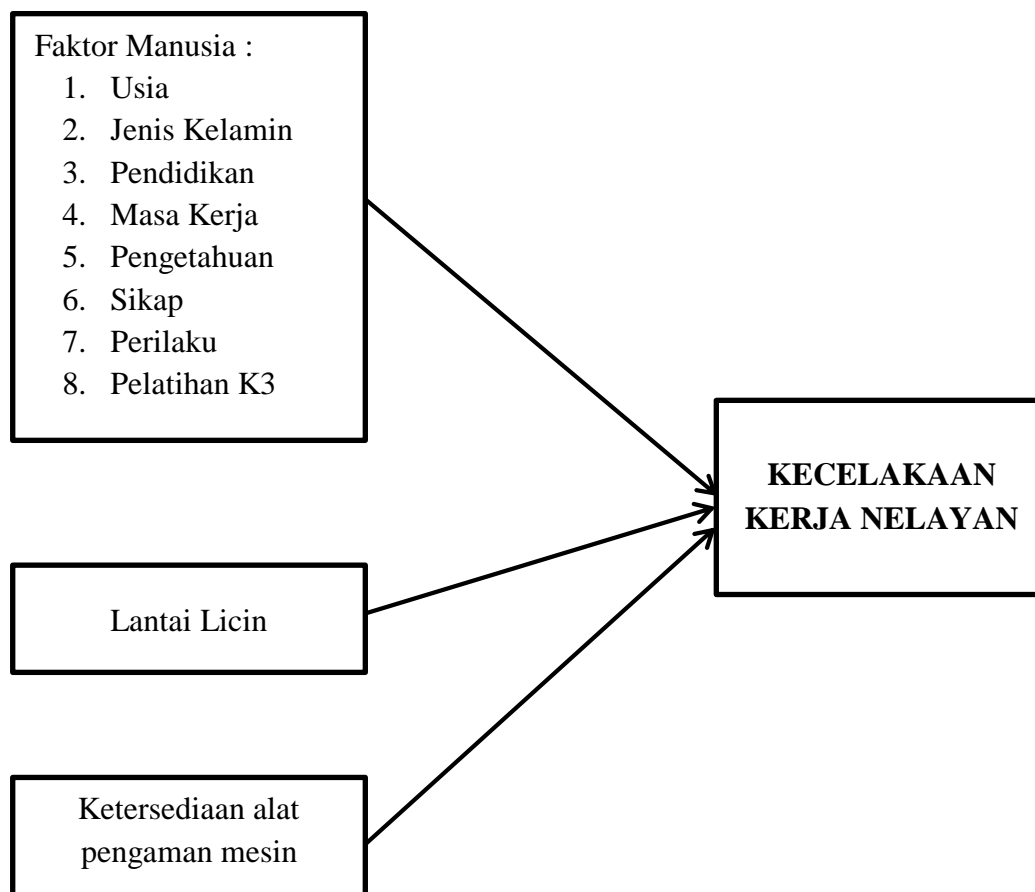 Faktor Manusia :
1. Usia
2. Jenis Kelamin
3. Pendidikan
4. Masa Kerja
5. Pengetahuan
6. Sikap
7. Perilaku
8. Pelatihan K3
KECELAKAAN
KERJA NELAYAN
Lantai Licin
Ketersediaan alat
pengaman mesin